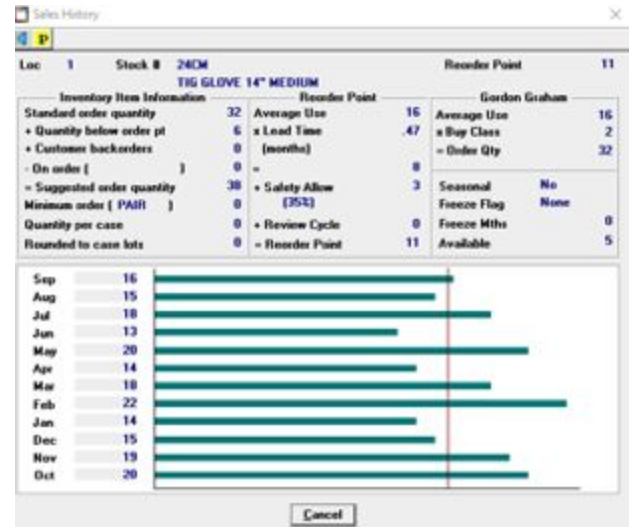 Sales History
P
Loc 1 Stock # 24CM Reorder Point 11
TIG GLOVE 14" MEDIUM
Inventory Item Information
Standard order quantity 32
+ Quantity below order pt 6
+ Customer backorders 0
- On order ( ) 0
= Suggested order quantity 38
Minimum order ( PAIR ) 0
Quantity per case 0
Rounded to case lots 0
Reorder Point
Average Use 16
x Lead Time .47
(months)
= 8
+ Safety Allow 3
(35%)
+ Review Cycle 0
= Reorder Point 11
Gordon Graham
Average Use 16
x Buy Class 2
= Order Qty 32
Seasonal No
Freeze Flag None
Freeze Mths 0
Available 5
Sep 16
Aug 15
Jul 18
Jun 13
May 20
Apr 14
Mar 18
Feb 22
Jan 14
Dec 15
Nov 19
Oct 20
Cancel